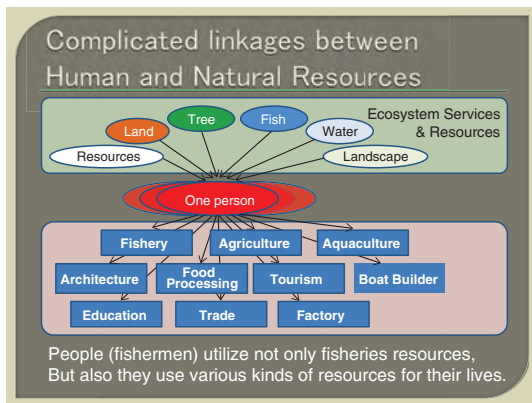 Complicated linkages between
Human and Natural Resources
Ecosystem Services
& Resources
Tree
Fish
Land
Water
Resources
Landscape
One person
Fishery
Agriculture
Aquaculture
Architecture
Food
Processing
Tourism
Boat Builder
Education
Trade
Factory
People (fishermen) utilize not only fisheries resources,
But also they use various kinds of resources for their lives.